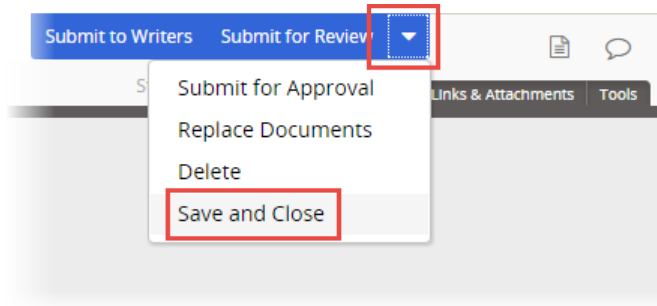 Submit to Writers Submit for Review
Submit for Approval
Links & Attachments Tools
Replace Documents
Delete
Save and Close